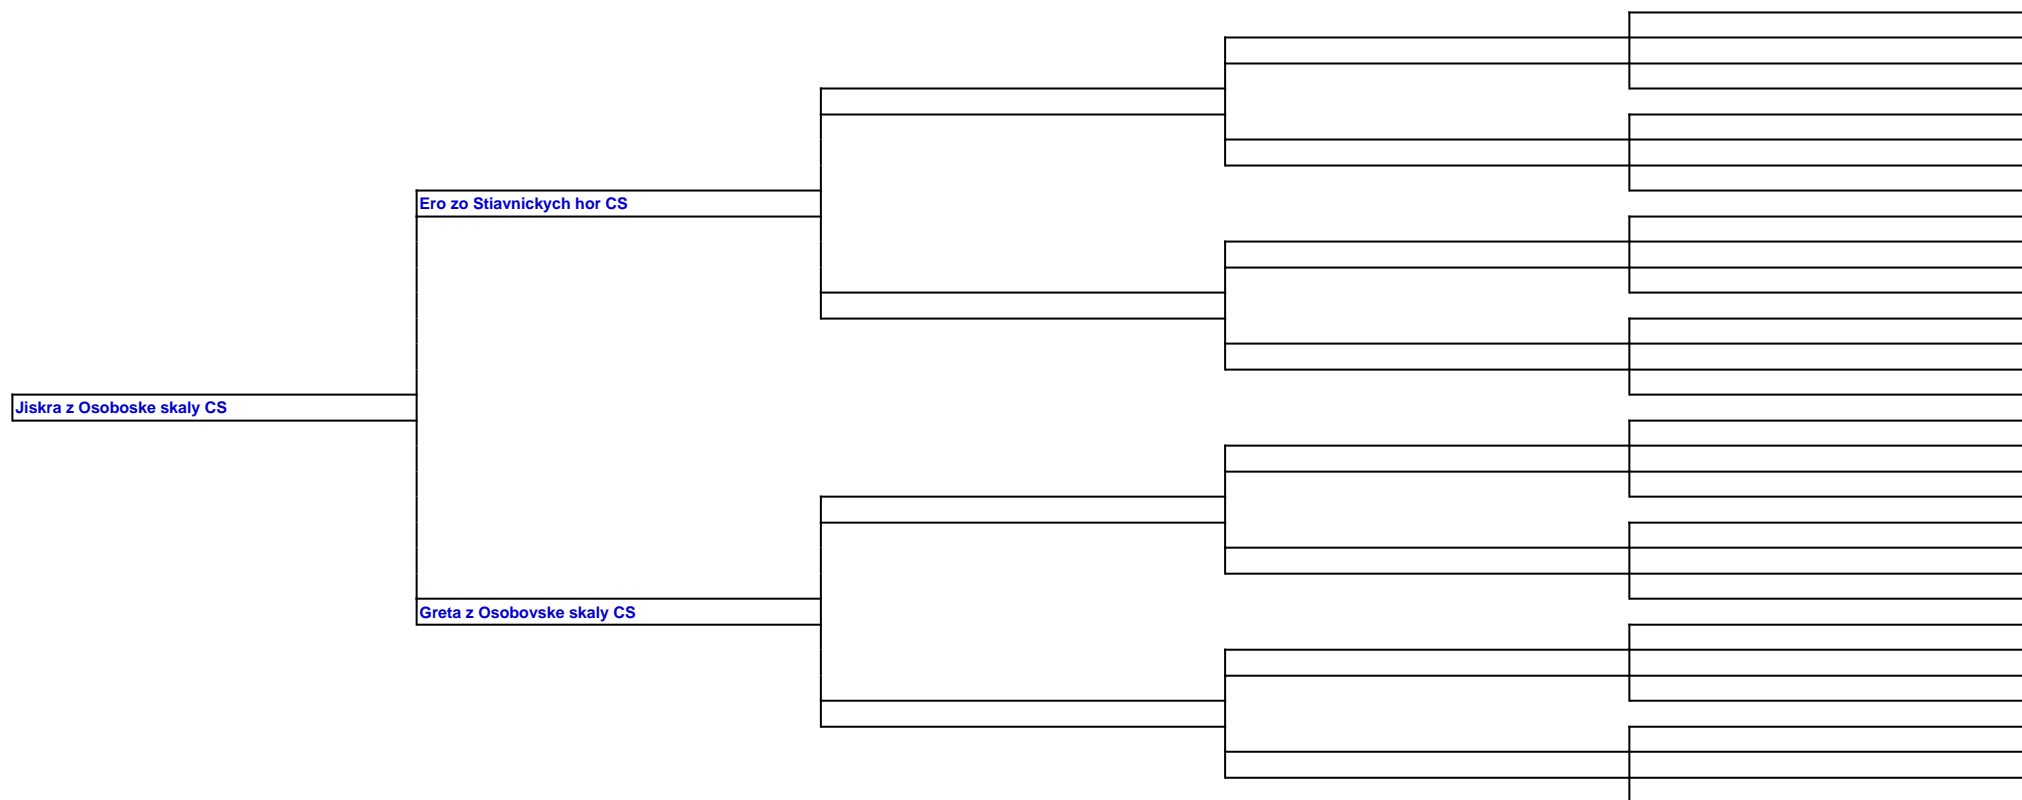 Ero zo Stiavnickych hor CS
Jiskra z Osoboske skaly CS
Greta z Osobovske skaly CS